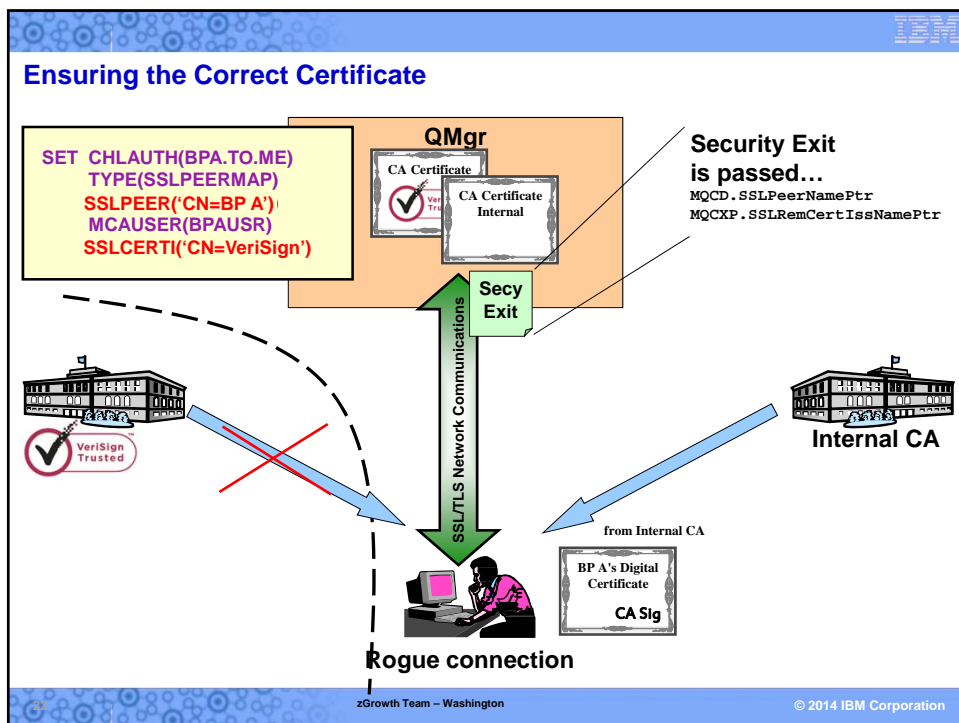 IBM
Ensuring the Correct Certificate
SET CHLAUTH(BPA.TO.ME)
TYPE(SSLPEERMAP)
SSLPEER(‘CN=BP A’)
MCAUSER(BPAUSR)
SSLCERTI(‘CN=VeriSign’)
QMgr
CA Certificate
CA Certificate
Internal
Security Exit
is passed…
MQCD.SSLPeerNamePtr
MQCXP.SSLRemCertIssNamePtr
Secy
Exit
SSL/TLS Network Communications
VeriSign
Trusted
Internal CA
from Internal CA
BP A's Digital
Certificate
CA Sig
Rogue connection
22
zGrowth Team – Washington
© 2014 IBM Corporation